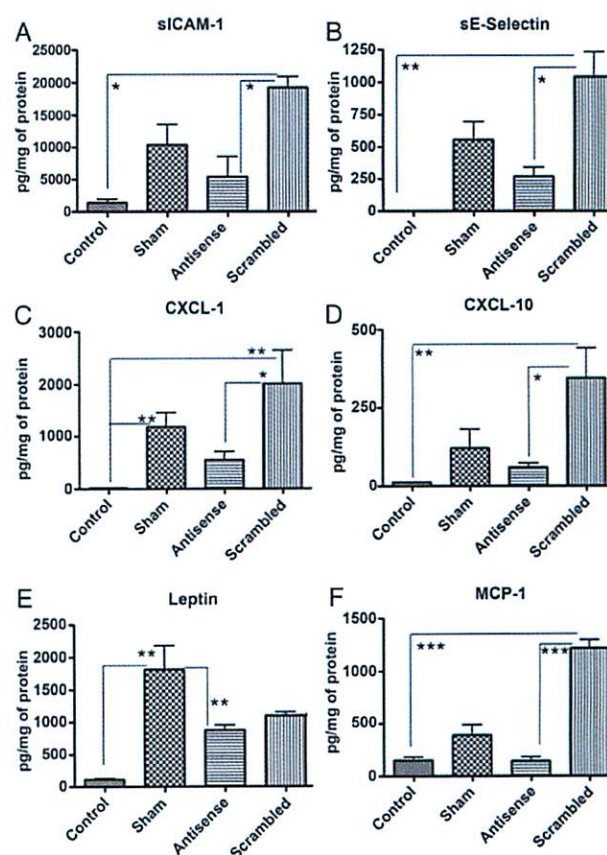 A
sICAM-1
pg/mg of protein
25000
20000
15000
10000
5000
0
*
*
Control
Sham
Antisense
Scrambled
B
sE-Selectin
pg/mg of protein
1250
1000
750
500
250
0
**
*
Control
Sham
Antisense
Scrambled
C
CXCL-1
pg/mg of protein
3000
2000
1000
0
**
**
*
Control
Sham
Antisense
Scrambled
D
CXCL-10
pg/mg of protein
500
250
0
**
*
Control
Sham
Antisense
Scrambled
E
Leptin
pg/mg of protein
2500
2000
1500
1000
500
0
**
**
Control
Sham
Antisense
Scrambled
F
MCP-1
pg/mg of protein
1500
1000
500
0
***
***
Control
Sham
Antisense
Scrambled